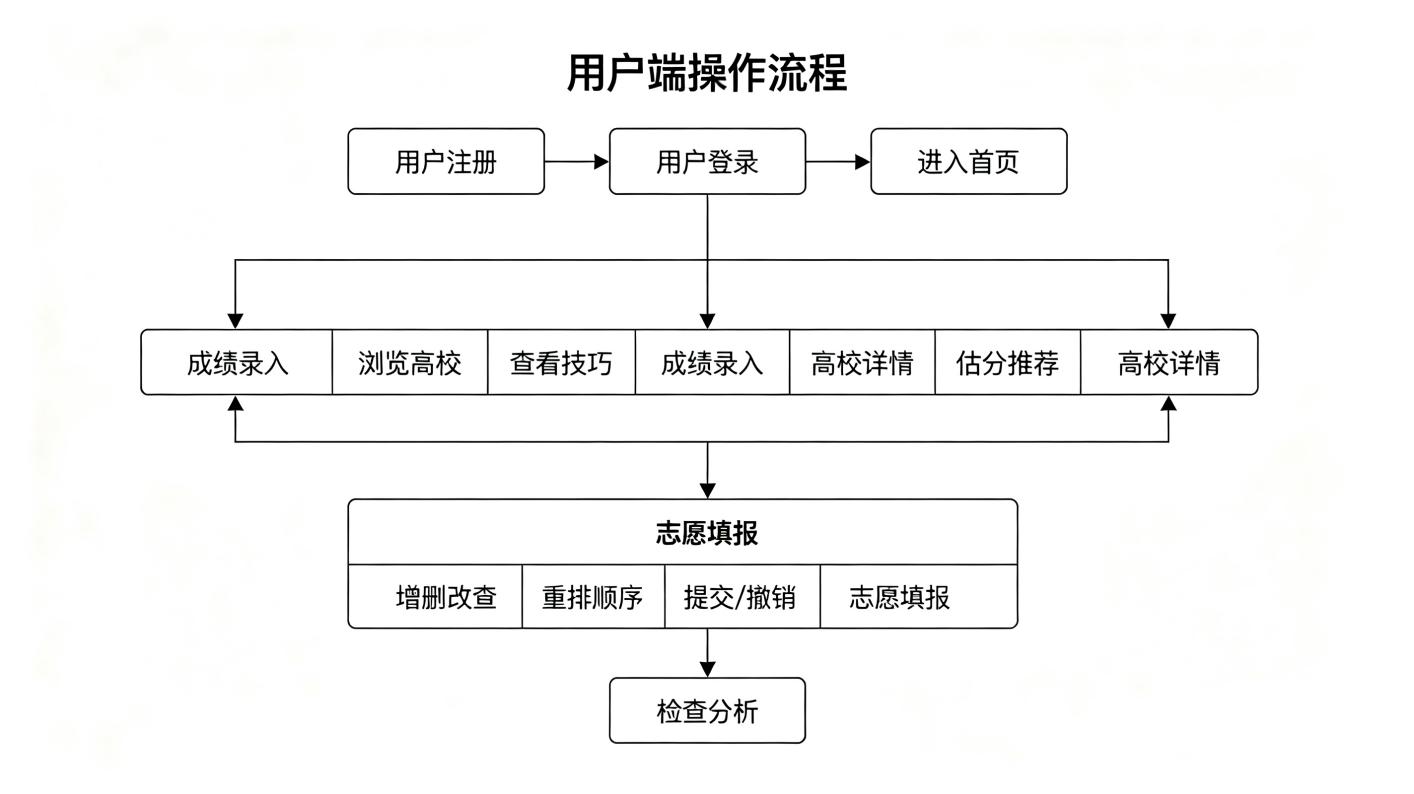 用户端操作流程
用户注册
用户登录
进入首页
成绩录入
浏览高校
查看技巧
成绩录入
高校详情
估分推荐
高校详情
志愿填报
增删改查
重排顺序
提交/撤销
志愿填报
检查分析